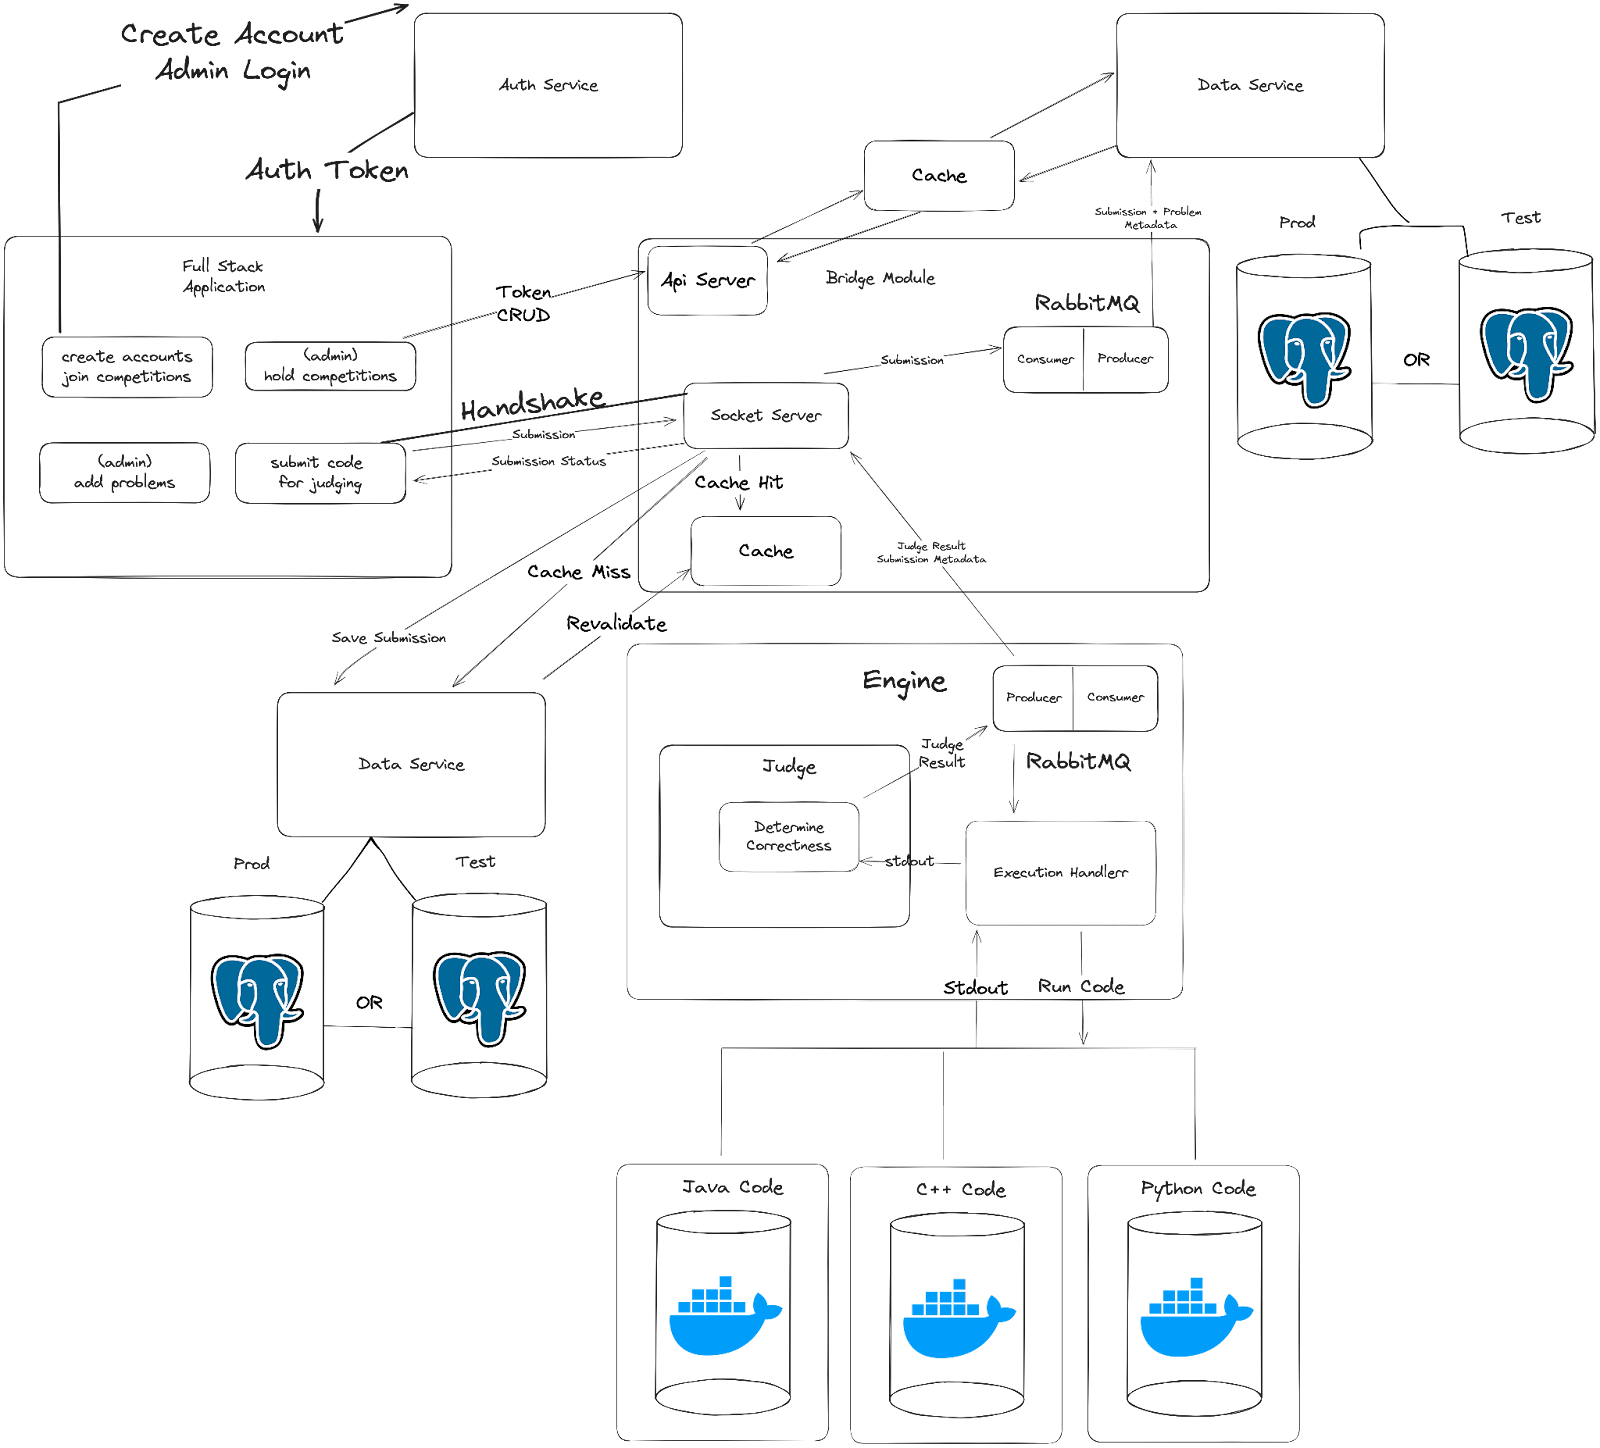 Create Account
Admin Login
Auth Service
Data Service
Auth Token
Cache
Submission + Problem
Metadata
Prod
Test
Full Stack
Application
Api Server
Bridge Module
Token
CRUD
RabbitMQ
create accounts
join competitions
(admin)
hold competitions
Submission
Consumer
Producer
OR
Handshake
Socket Server
Submission
Submission Status
(admin)
add problems
submit code
for judging
Cache Hit
Cache
Judge Result
Submission Metadata
Cache Miss
Revalidate
Save Submission
Engine
Producer
Consumer
Judge
Result
RabbitMQ
Data Service
Judge
Determine
Correctness
stdout
Execution Handlerr
Prod
Test
OR
Stdout
Run Code
Java Code
C++ Code
Python Code